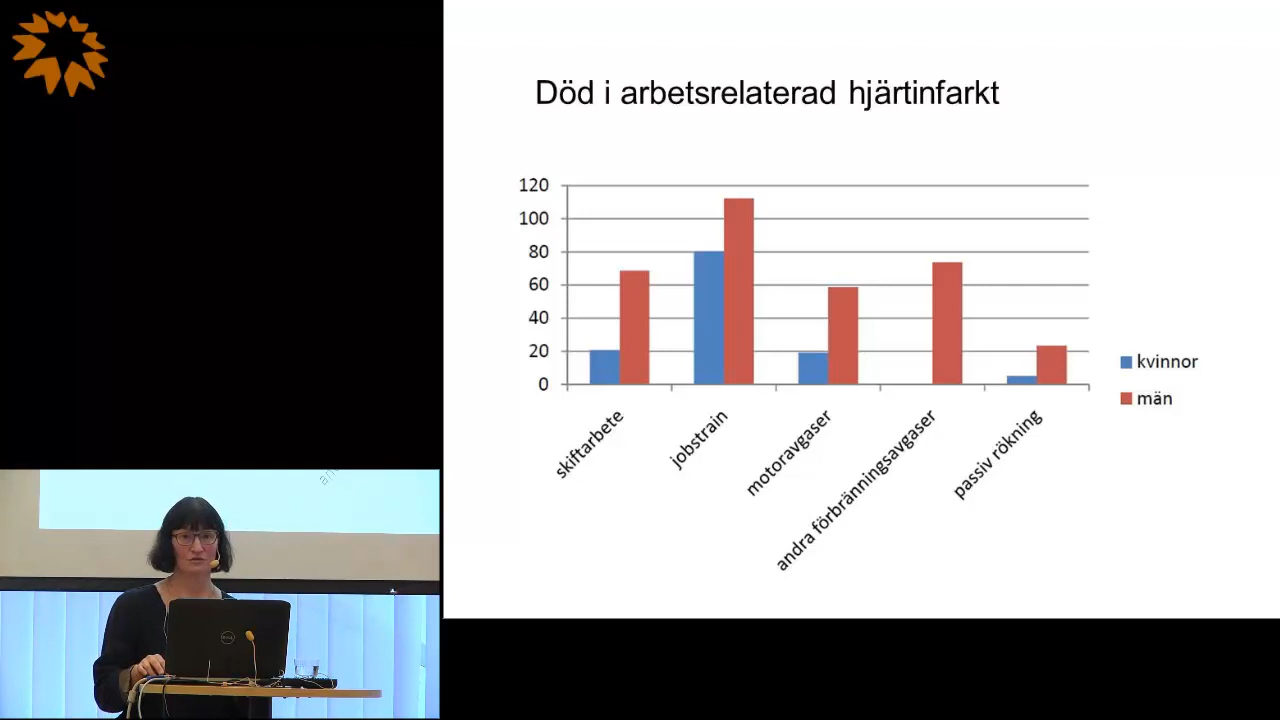 Död i arbetsrelaterad hjärtinfarkt
120
100
80
60
40
20
0
skiftarbete
jobstrain
motoravgaser
andra förbränningsavgaser
passiv rökning
kvinnor
män